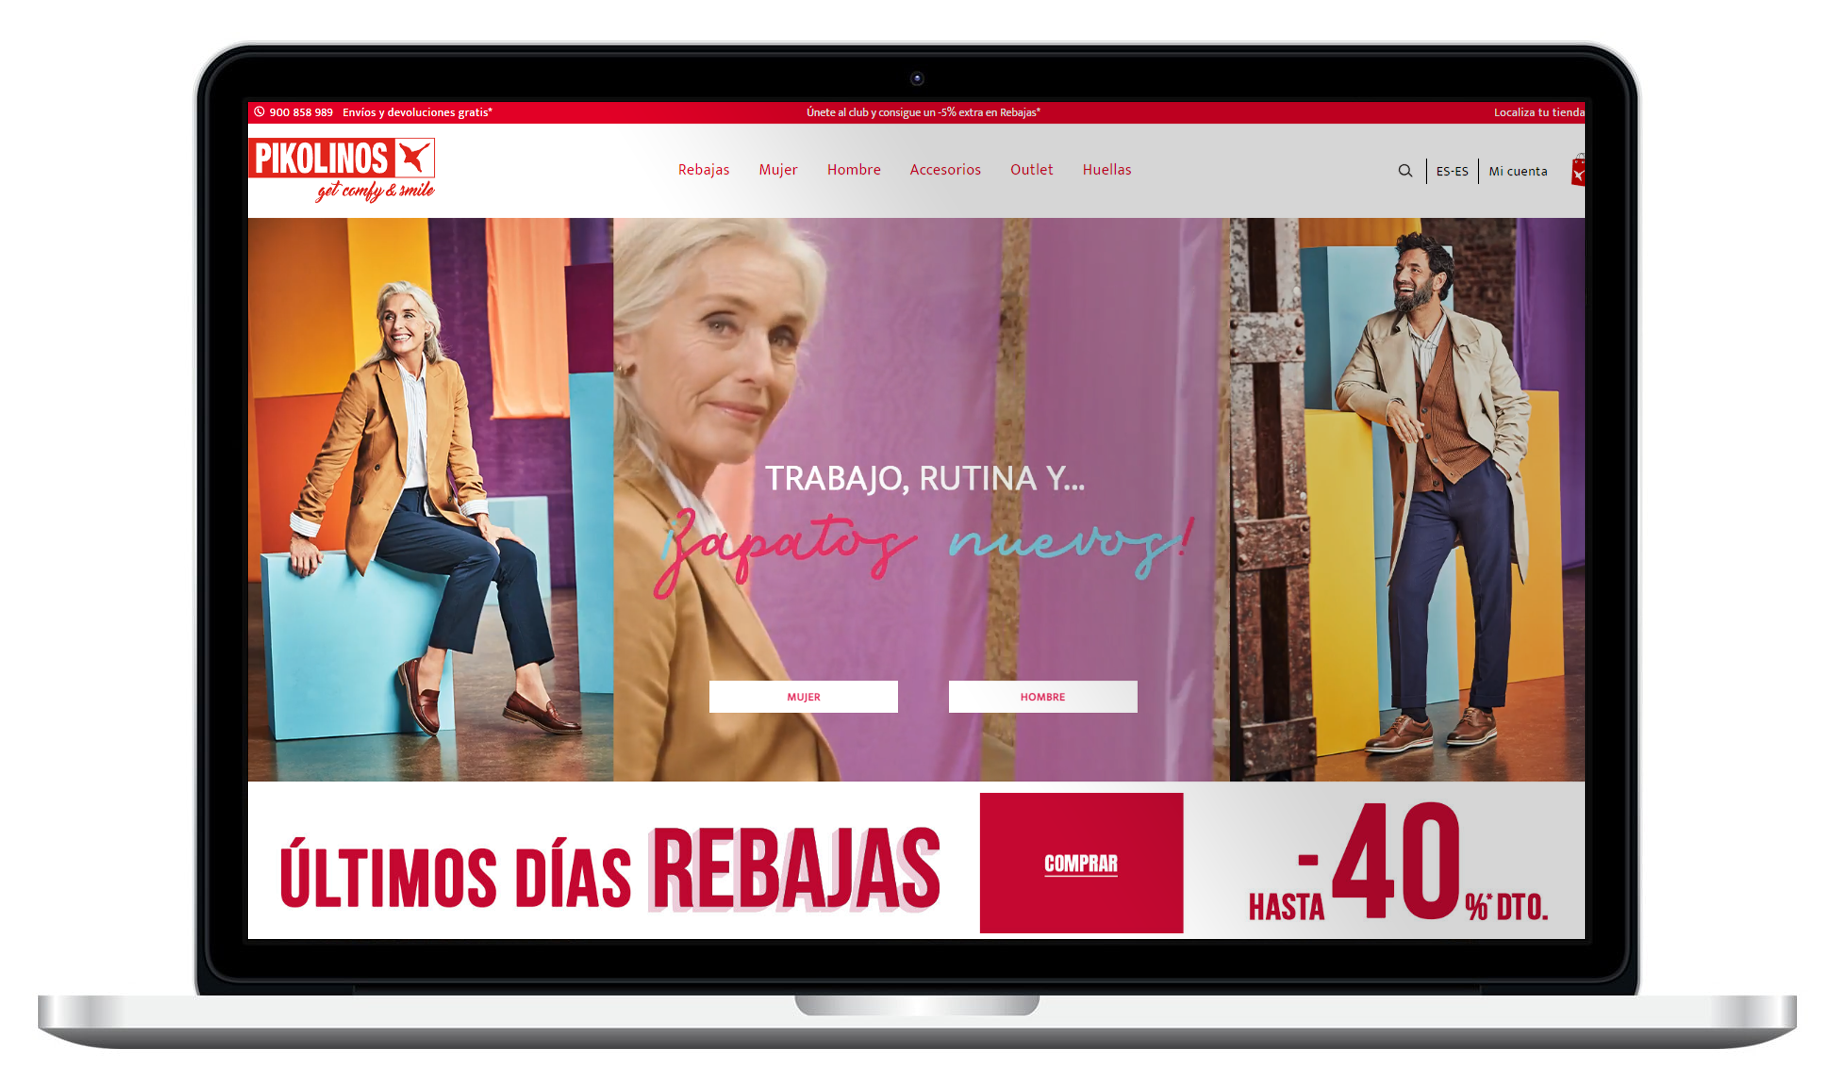 900 858 989 Envíos y devoluciones gratis*
Únete al club y consigue un -5% extra en Rebajas*
Localiza tu tienda
PIKOLINOS
get comfy & smile
Rebajas Mujer Hombre Accesorios Outlet Huellas
ES-ES Mi cuenta
TRABAJO, RUTINA Y...
¡Zapatos nuevos!
MUJER
HOMBRE
ÚLTIMOS DÍAS REBAJAS
COMPRAR
HASTA -40%* DTO.